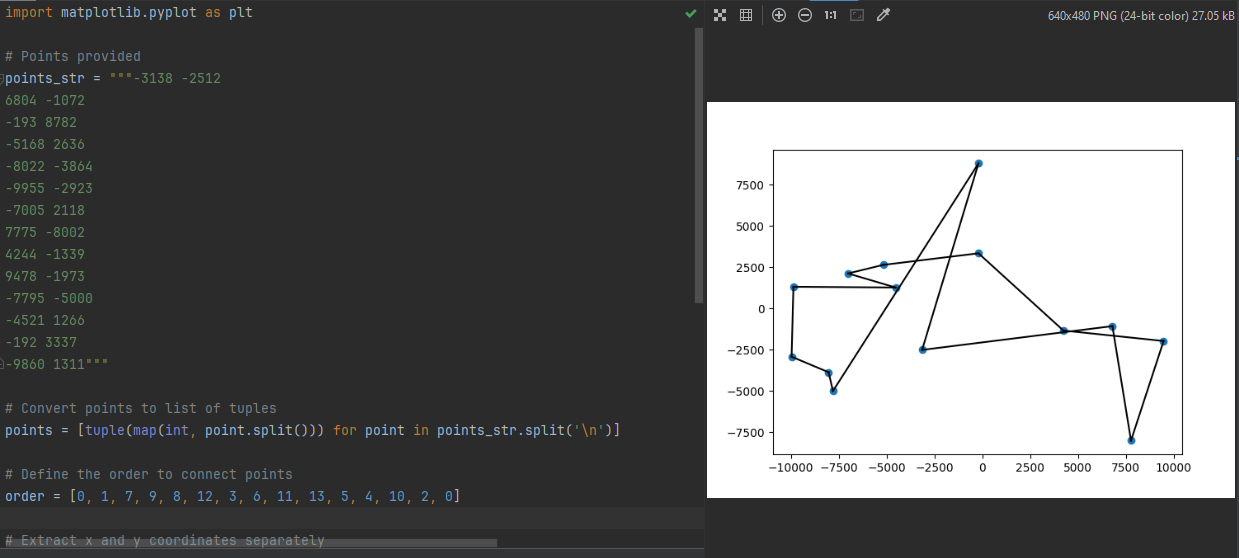 import matplotlib.pyplot as plt
# Points provided
points_str = """-3138 -2512
6804 -1072
-193 8782
-5168 2636
-8022 -3864
-9955 -2923
-7005 2118
7775 -8002
4244 -1339
9478 -1973
-7795 -5000
-4521 1266
-192 3337
-9860 1311"""
# Convert points to list of tuples
points = [tuple(map(int, point.split())) for point in points_str.split('\n')]
# Define the order to connect points
order = [0, 1, 7, 9, 8, 12, 3, 6, 11, 13, 5, 4, 10, 2, 0]
# Extract x and y coordinates separately
1:1
640x480 PNG (24-bit color) 27.05 kB
7500
5000
2500
0
−2500
−5000
−7500
−10000 −7500 −5000 −2500 0 2500 5000 7500 10000